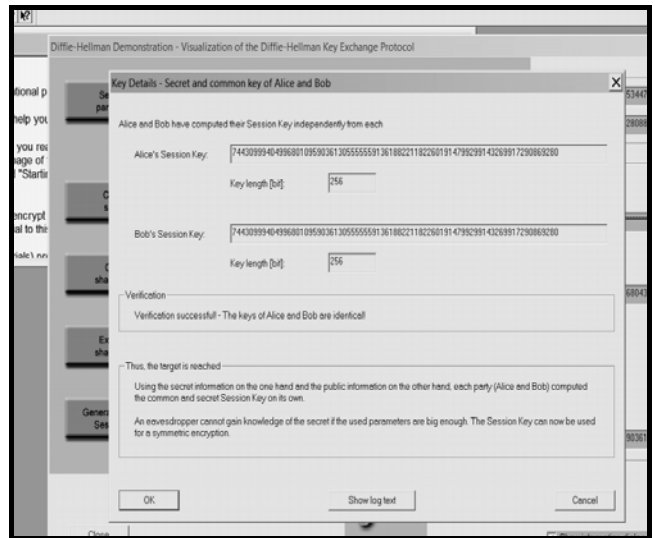 Diffie-Hellman Demonstration - Visualization of the Diffie-Hellman Key Exchange Protocol
Key Details - Secret and common key of Alice and Bob
X
Alice and Bob have computed their Session Key independently from each
Alice's Session Key:
Key length [bit]:
256
Bob's Session Key:
Key length [bit]:
256
Verification
Verification successful! - The keys of Alice and Bob are identical!
Thus, the target is reached
Using the secret information on the one hand and the public information on the other hand, each party (Alice and Bob) computed
the common and secret Session Key on its own.
An eavesdropper cannot gain knowledge of the secret if the used parameters are big enough. The Session Key can now be used
for a symmetric encryption.
OK
Show log text
Cancel
Close